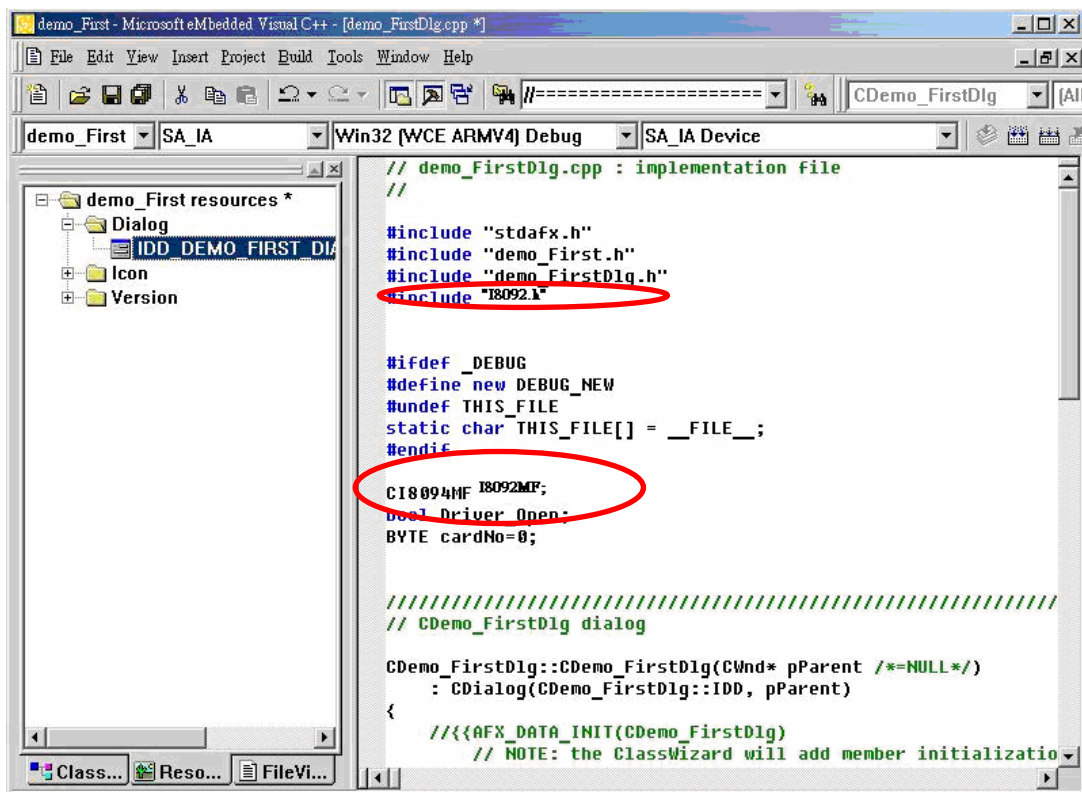 demo_First - Microsoft eMbedded Visual C++ - [demo_FirstDlg.cpp *]
File Edit View Insert Project Build Tools Window Help
//===================== CDemo_FirstDlg (All
demo_First SA_IA Win32 (WCE ARMV4) Debug SA_IA Device
demo_First resources *
Dialog
IDD_DEMO_FIRST_DIA
Icon
Version
// demo_FirstDlg.cpp : implementation file
//
#include "stdafx.h"
#include "demo_First.h"
#include "demo_FirstDlg.h"
#include "I8092.h"
#ifdef _DEBUG
#define new DEBUG_NEW
#undef THIS_FILE
static char THIS_FILE[] = __FILE__;
#endif
CI8094MF I8092MF;
bool Driver_Open;
BYTE cardNo=0;
//////////////////////////////////////////////////////////////
// CDemo_FirstDlg dialog
CDemo_FirstDlg::CDemo_FirstDlg(CWnd* pParent /*=NULL*/)
: CDialog(CDemo_FirstDlg::IDD, pParent)
{
//{{AFX_DATA_INIT(CDemo_FirstDlg)
// NOTE: the ClassWizard will add member initializatio
Class... Reso... FileVi...